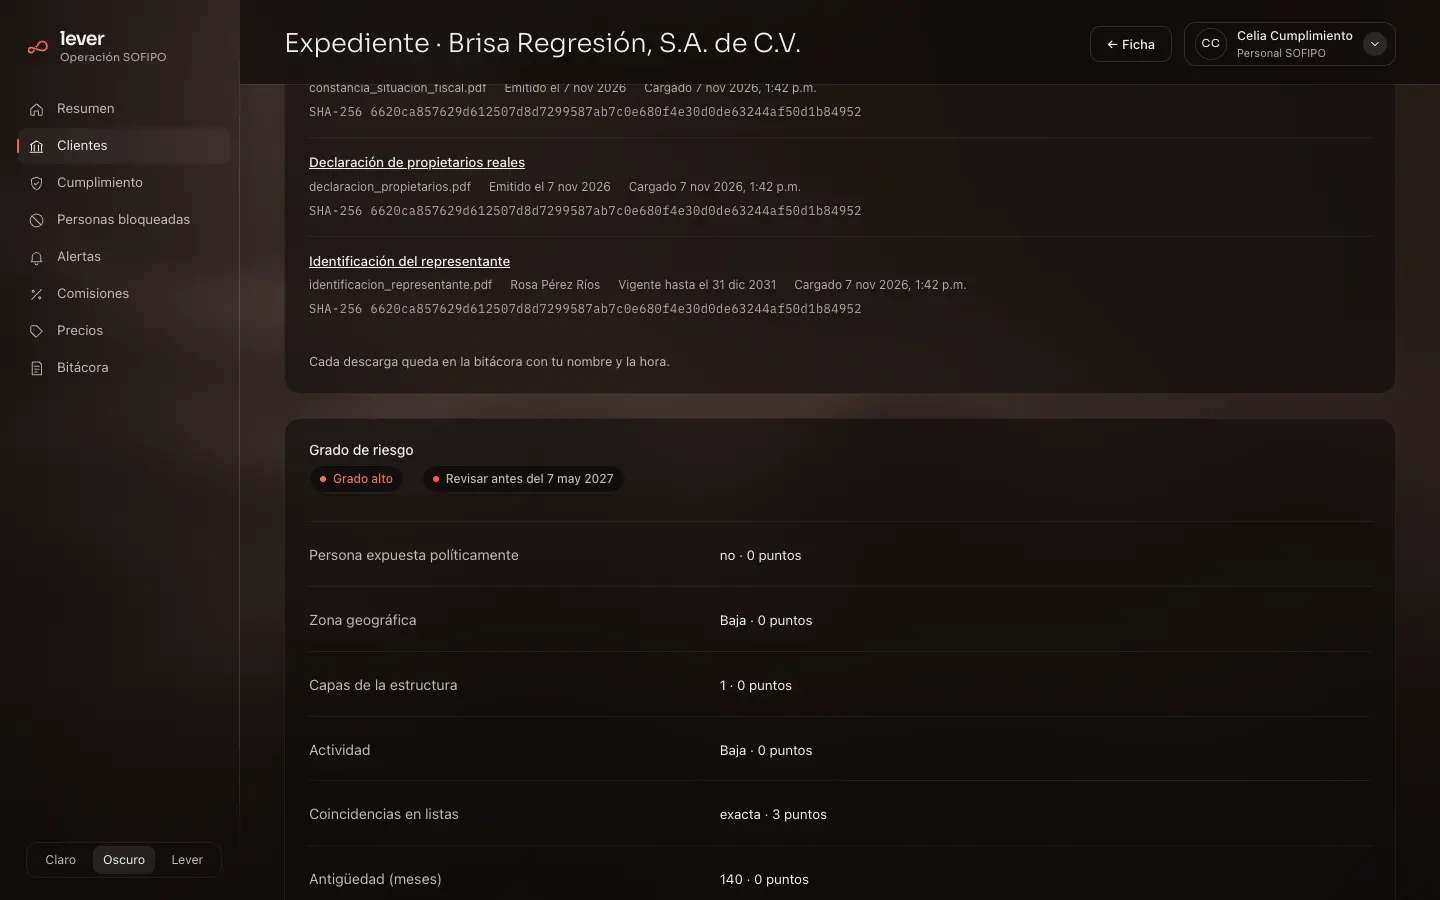 lever
Operación SOFIPO
Resumen
Clientes
Cumplimiento
Personas bloqueadas
Alertas
Comisiones
Precios
Bitácora
Claro Oscuro Lever
Expediente · Brisa Regresión, S.A. de C.V.
← Ficha
CC
Celia Cumplimiento
Personal SOFIPO
constancia_situacion_fiscal.pdf Emitido el 7 nov 2026 Cargado 7 nov 2026, 1:42 p.m.
SHA-256 6620ca857629d612507d8d7299587ab7c0e680f4e30d0de63244af50d1b84952
Declaración de propietarios reales
declaracion_propietarios.pdf Emitido el 7 nov 2026 Cargado 7 nov 2026, 1:42 p.m.
SHA-256 6620ca857629d612507d8d7299587ab7c0e680f4e30d0de63244af50d1b84952
Identificación del representante
identificacion_representante.pdf Rosa Pérez Ríos Vigente hasta el 31 dic 2031 Cargado 7 nov 2026, 1:42 p.m.
SHA-256 6620ca857629d612507d8d7299587ab7c0e680f4e30d0de63244af50d1b84952
Cada descarga queda en la bitácora con tu nombre y la hora.
Grado de riesgo
Grado alto Revisar antes del 7 may 2027
Persona expuesta políticamente no · 0 puntos
Zona geográfica Baja · 0 puntos
Capas de la estructura 1 · 0 puntos
Actividad Baja · 0 puntos
Coincidencias en listas exacta · 3 puntos
Antigüedad (meses) 140 · 0 puntos